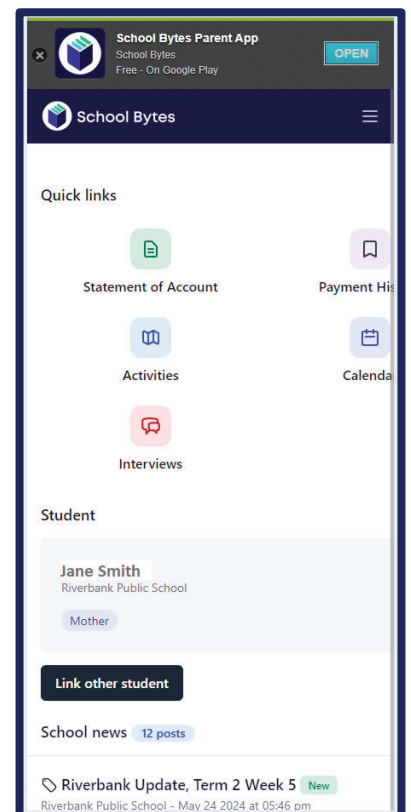 School Bytes Parent App
School Bytes
Free - On Google Play
OPEN
School Bytes
Quick links
Statement of Account
Payment His
Activities
Calenda
Interviews
Student
Jane Smith
Riverbank Public School
Mother
Link other student
School news 12 posts
Riverbank Update, Term 2 Week 5 New
Riverbank Public School - May 24 2024 at 05:46 pm